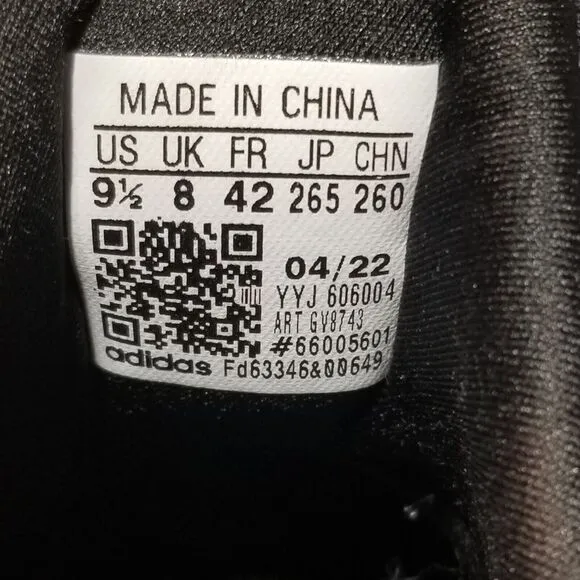 MADE IN CHINA
US UK FR JP CHN
9½ 8 42 265 260
04/22
YYJ 606004
ART GV8743
#66005601
adidas Fd63346&00649